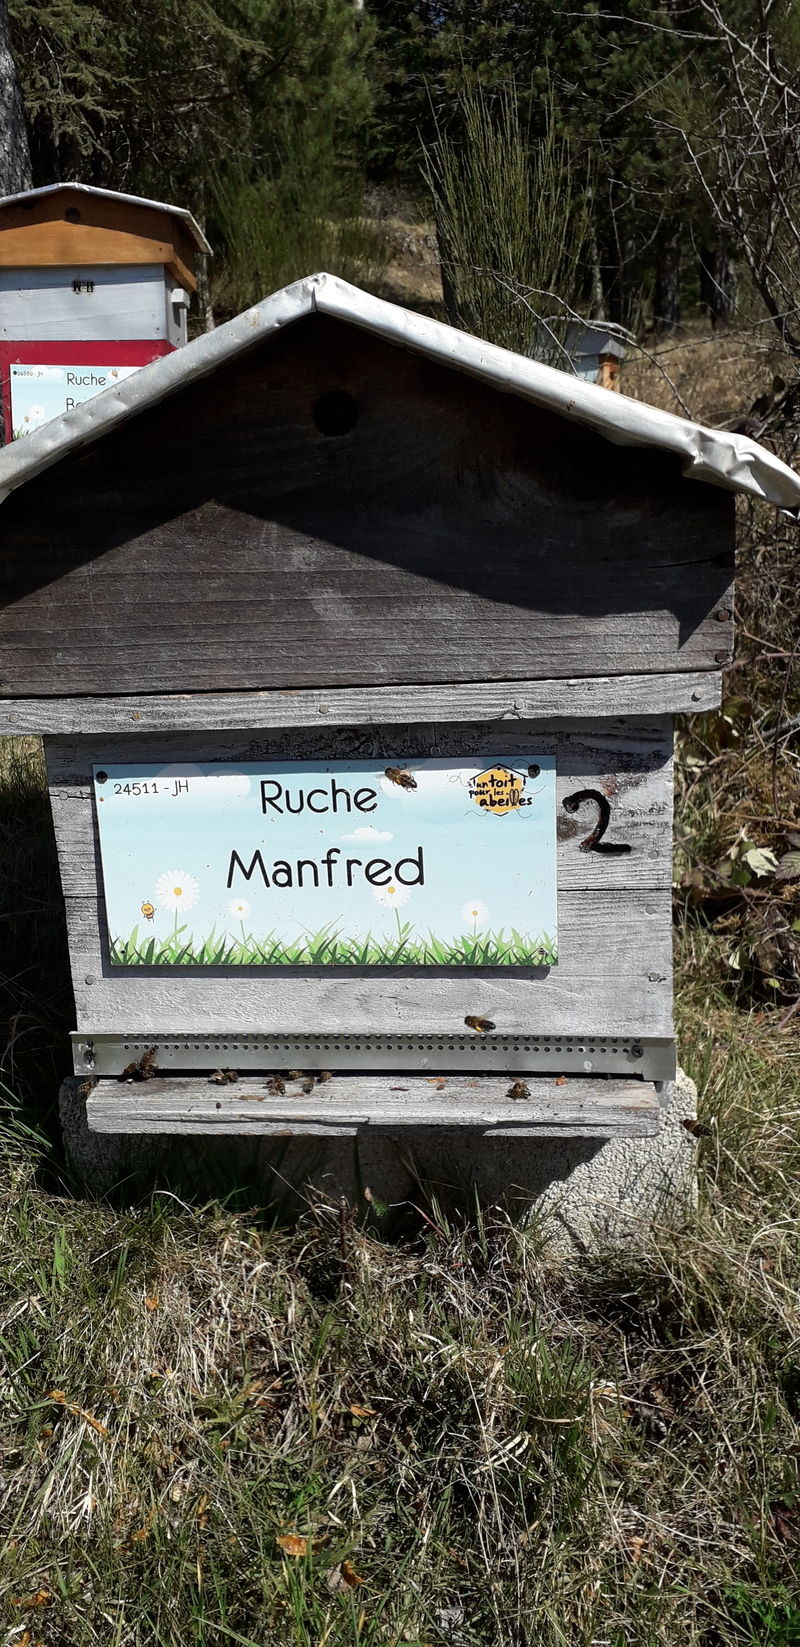 Ruche
24511 - JH
Ruche
Manfred
un toit
pour les
abeilles
2